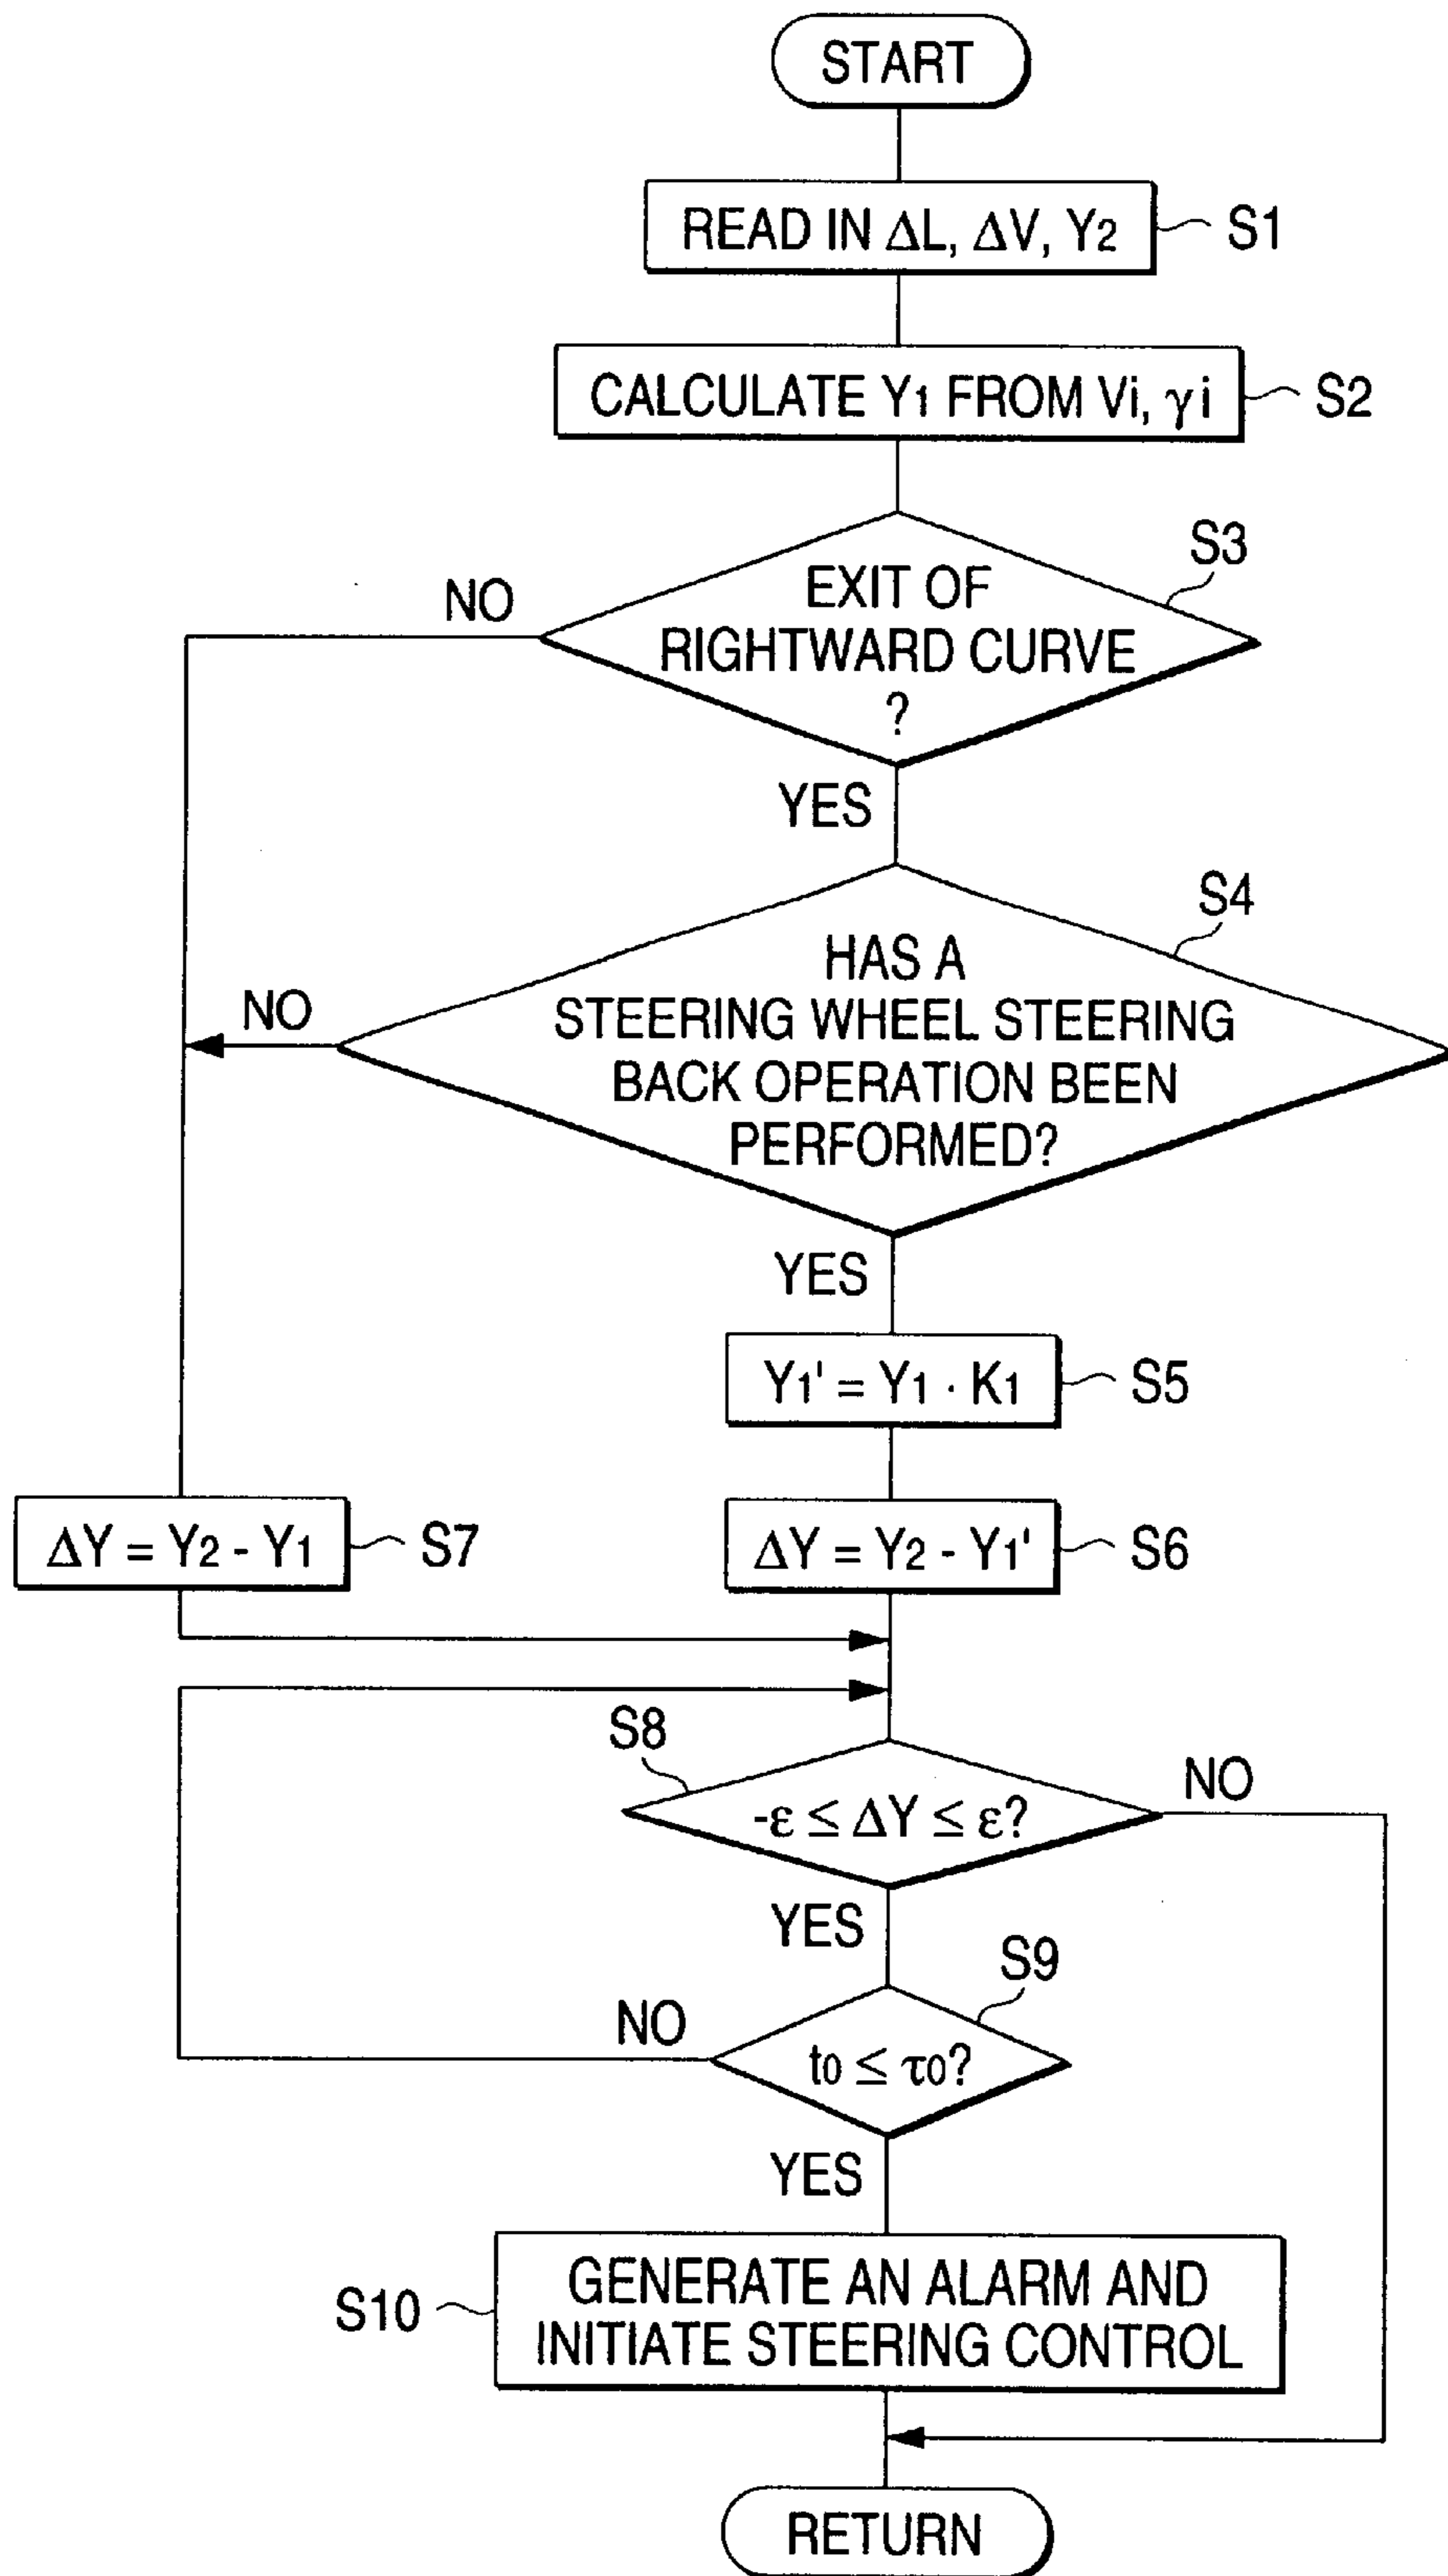 START
READ IN ΔL, ΔV, Y2
S1
CALCULATE Y1 FROM Vi, γi
S2
S3
EXIT OF
RIGHTWARD CURVE
?
NO
YES
S4
HAS A
STEERING WHEEL STEERING
BACK OPERATION BEEN
PERFORMED?
NO
YES
Y1' = Y1 · K1
S5
ΔY = Y2 - Y1
S7
ΔY = Y2 - Y1'
S6
S8
-ε ≤ ΔY ≤ ε?
NO
YES
S9
t0 ≤ τ0?
NO
YES
S10
GENERATE AN ALARM AND
INITIATE STEERING CONTROL
RETURN